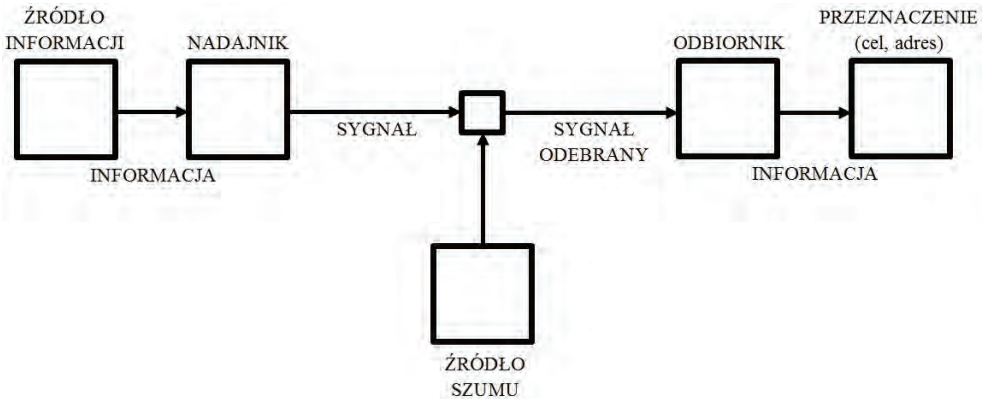 ŹRÓDŁO
INFORMACJI
NADAJNIK
ODBIORNIK
PRZEZNACZENIE
(cel, adres)
SYGNAŁ
SYGNAŁ
ODEBRANY
INFORMACJA
INFORMACJA
ŹRÓDŁO
SZUMU